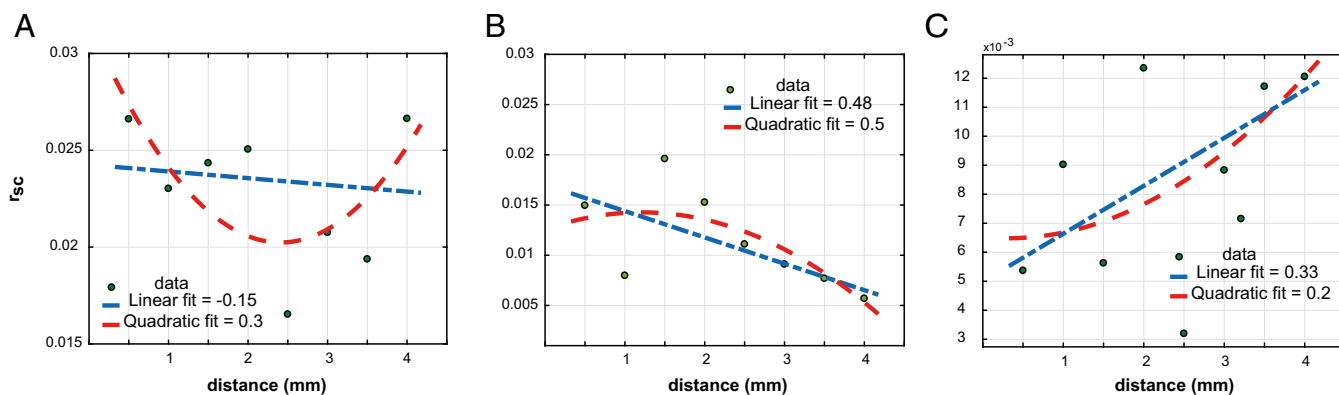 A
0.03
0.025
0.02
0.015
r_sc
data
Linear fit = -0.15
Quadratic fit = 0.3
1 2 3 4
distance (mm)
B
0.03
0.025
0.03
0.02
0.015
0.01
0.005
data
Linear fit = 0.48
Quadratic fit = 0.5
1 2 3 4
distance (mm)
C
x10⁻³
12
11
10
9
8
7
6
5
4
3
data
Linear fit = 0.33
Quadratic fit = 0.2
1 2 3 4
distance (mm)